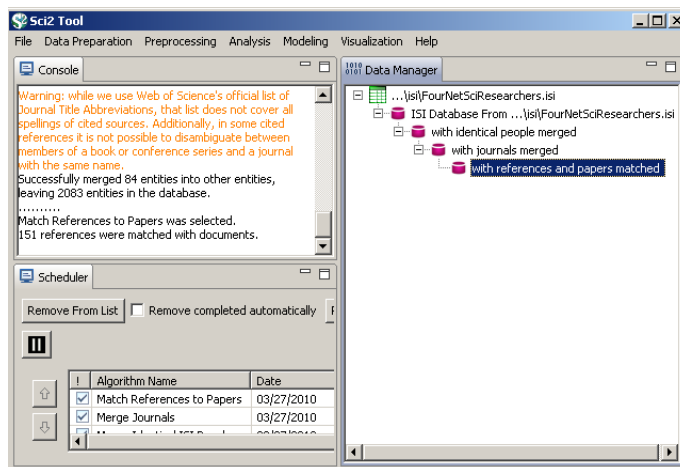 Sci2 Tool
File Data Preparation Preprocessing Analysis Modeling Visualization Help
Console
Warning: while we use Web of Science's official list of
Journal Title Abbreviations, that list does not cover all
spellings of cited sources. Additionally, in some cited
references it is not possible to disambiguate between
members of a book or conference series and a journal
with the same name.
Successfully merged 84 entities into other entities,
leaving 2083 entities in the database.
..........
Match References to Papers was selected.
151 references were matched with documents.
Scheduler
Remove From List Remove completed automatically
! Algorithm Name Date
Match References to Papers 03/27/2010
Merge Journals 03/27/2010
1010
0101 Data Manager
...\isi\FourNetSciResearchers.isi
ISI Database From ...\isi\FourNetSciResearchers.isi
with identical people merged
with journals merged
with references and papers matched